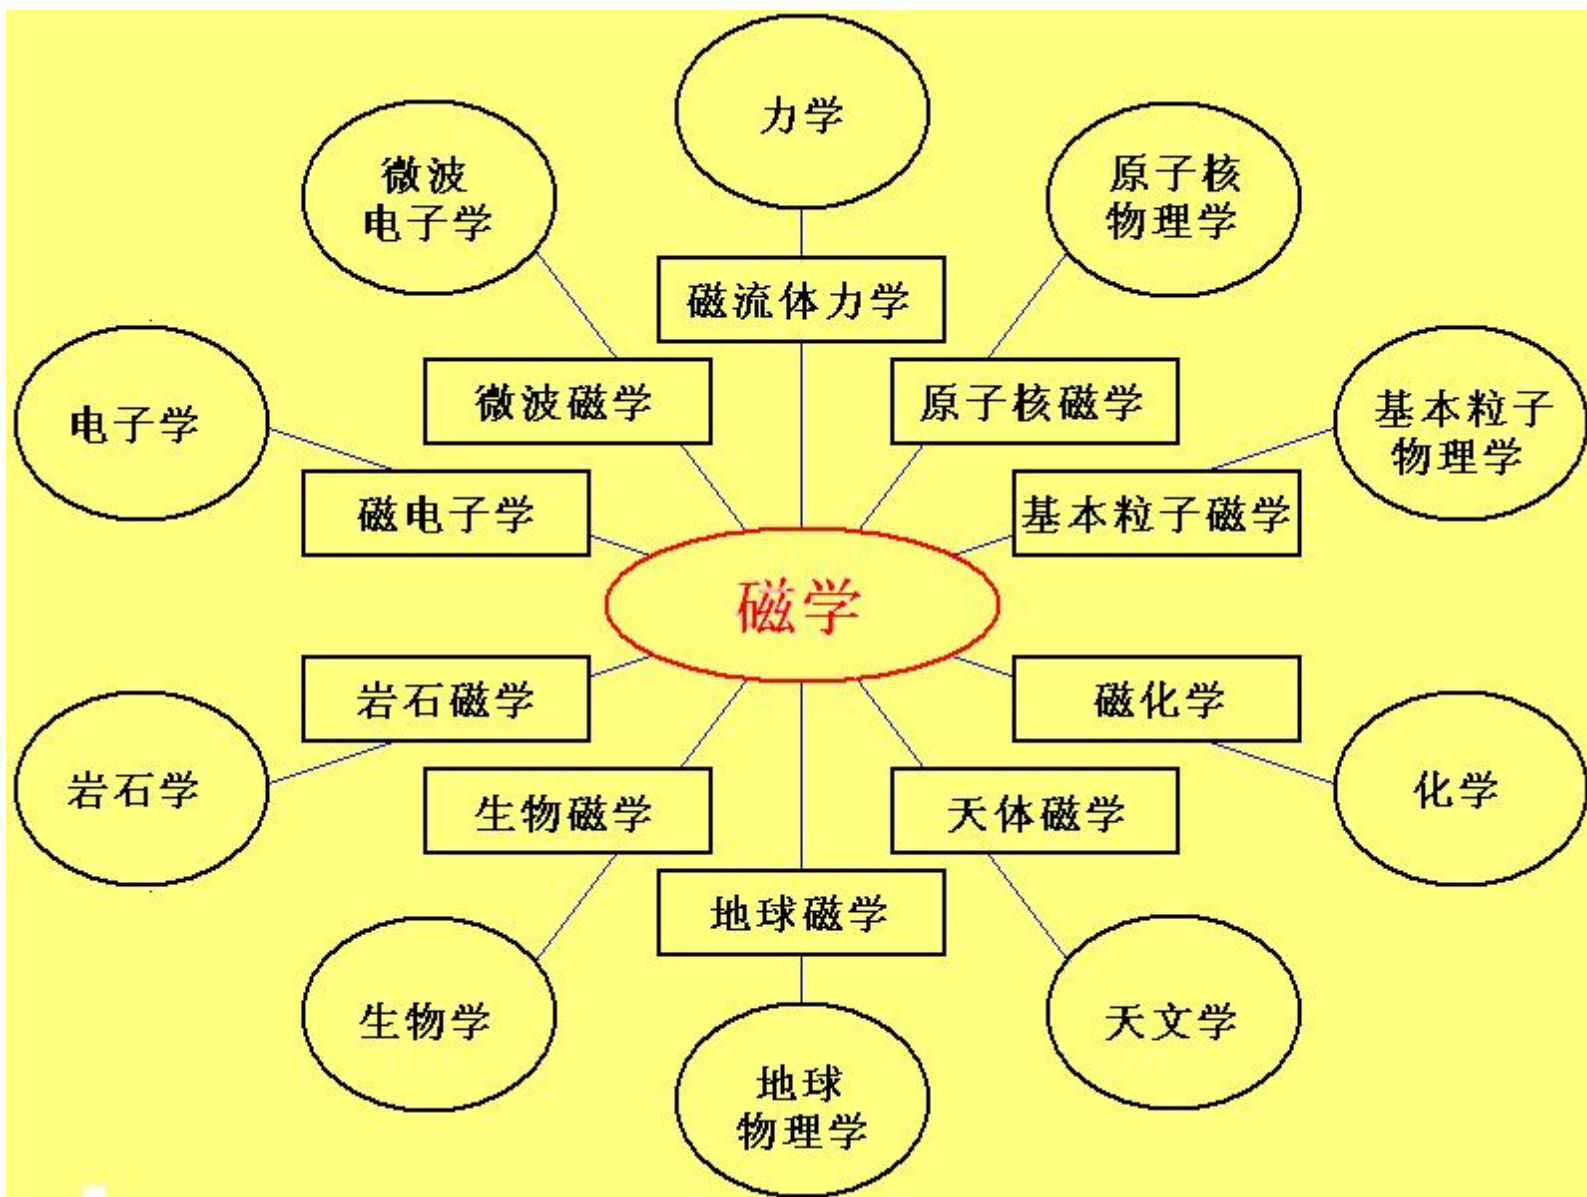 力学
微波
电子学
原子核
物理学
磁流体力学
微波磁学
原子核磁学
电子学
基本粒子
物理学
磁电子学
基本粒子磁学
磁学
岩石磁学
磁化学
岩石学
化学
生物磁学
天体磁学
地球磁学
生物学
天文学
地球
物理学